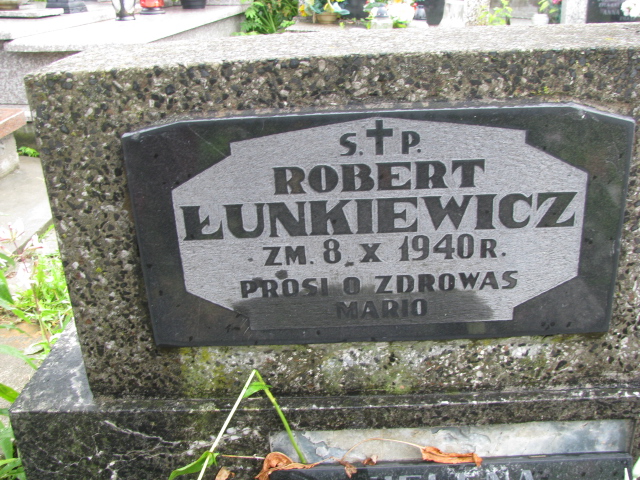 S. ✝ P.
ROBERT
ŁUNKIEWICZ
ZM. 8. X 1940 R.
PROSI O ZDROWAS
MARIO